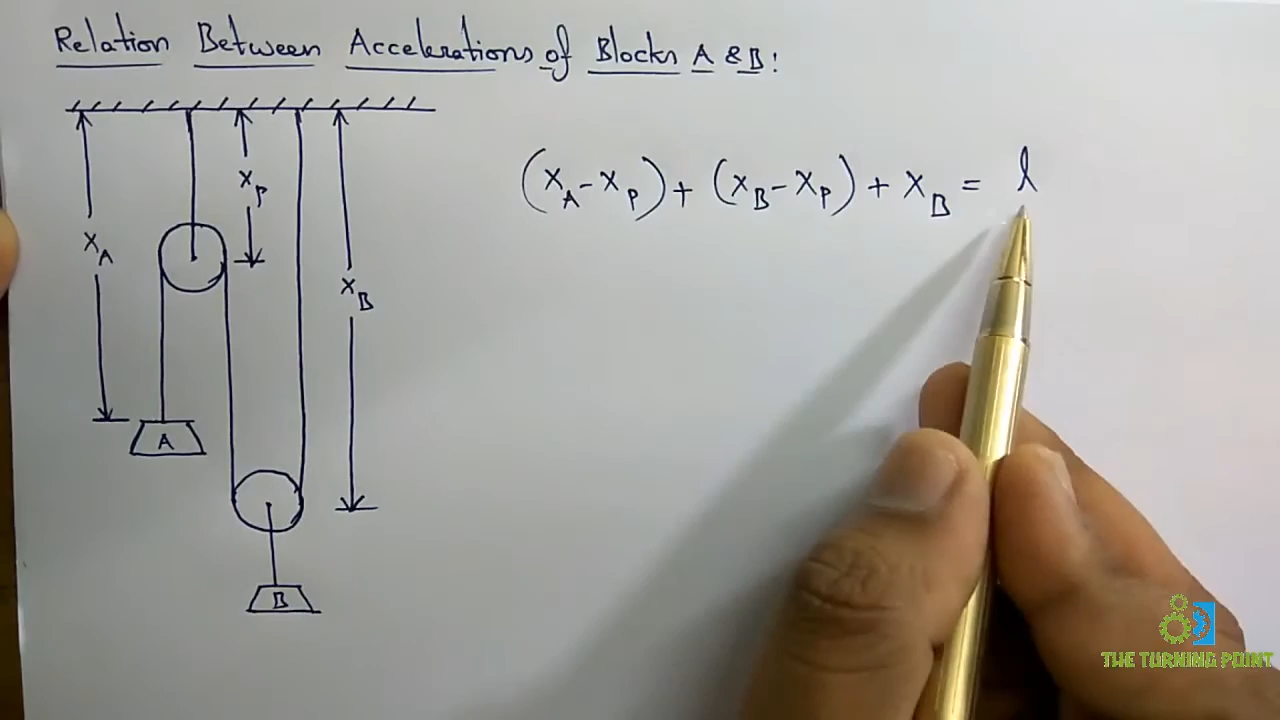 Relation Between Accelerations of Blocks A & B:
(x_A - x_P) + (x_B - x_P) + x_B = l
x_P
x_A
x_B
A
B
THE TURNING POINT